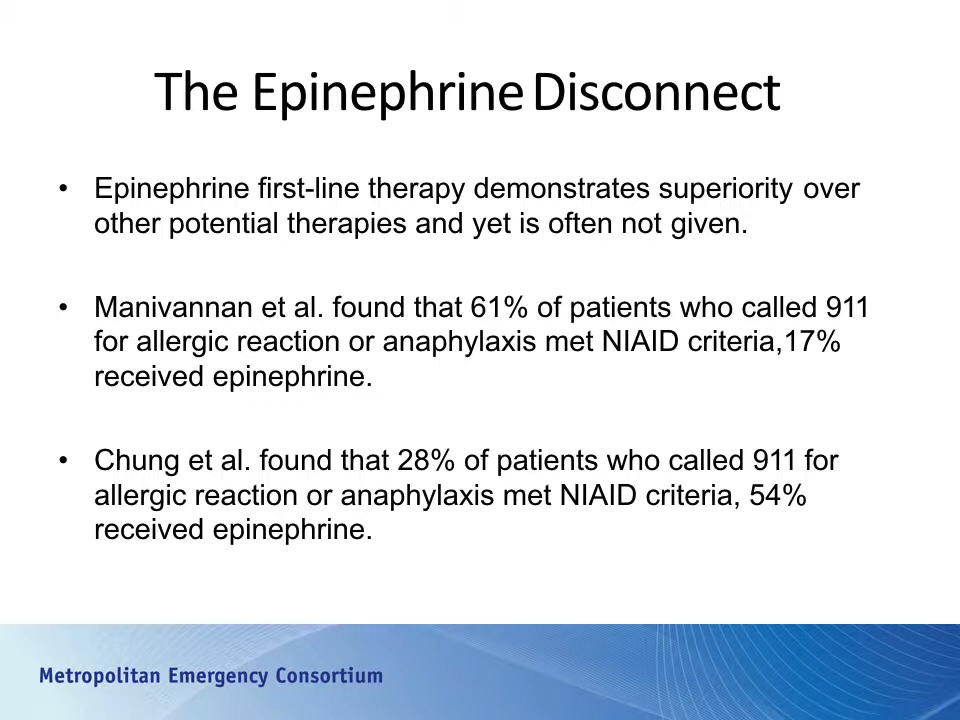 The Epinephrine Disconnect
• Epinephrine first-line therapy demonstrates superiority over
other potential therapies and yet is often not given.
• Manivannan et al. found that 61% of patients who called 911
for allergic reaction or anaphylaxis met NIAID criteria,17%
received epinephrine.
• Chung et al. found that 28% of patients who called 911 for
allergic reaction or anaphylaxis met NIAID criteria, 54%
received epinephrine.
Metropolitan Emergency Consortium